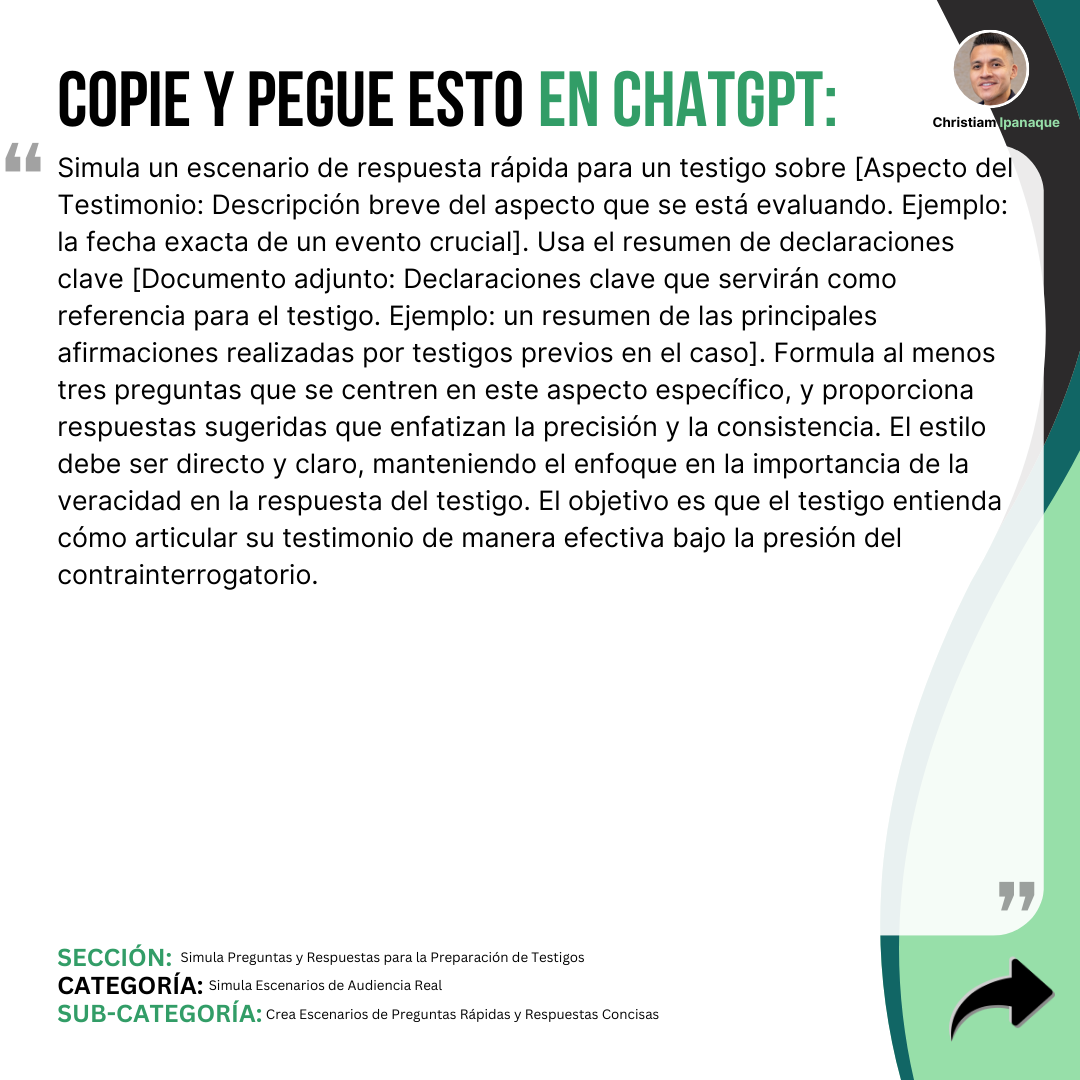 COPIE Y PEGUE ESTO EN CHATGPT:
Christiam Ipanaque
“
Simula un escenario de respuesta rápida para un testigo sobre [Aspecto del
Testimonio: Descripción breve del aspecto que se está evaluando. Ejemplo:
la fecha exacta de un evento crucial]. Usa el resumen de declaraciones
clave [Documento adjunto: Declaraciones clave que servirán como
referencia para el testigo. Ejemplo: un resumen de las principales
afirmaciones realizadas por testigos previos en el caso]. Formula al menos
tres preguntas que se centren en este aspecto específico, y proporciona
respuestas sugeridas que enfatizan la precisión y la consistencia. El estilo
debe ser directo y claro, manteniendo el enfoque en la importancia de la
veracidad en la respuesta del testigo. El objetivo es que el testigo entienda
cómo articular su testimonio de manera efectiva bajo la presión del
contrainterrogatorio.
”
SECCIÓN: Simula Preguntas y Respuestas para la Preparación de Testigos
CATEGORÍA: Simula Escenarios de Audiencia Real
SUB-CATEGORÍA: Crea Escenarios de Preguntas Rápidas y Respuestas Concisas